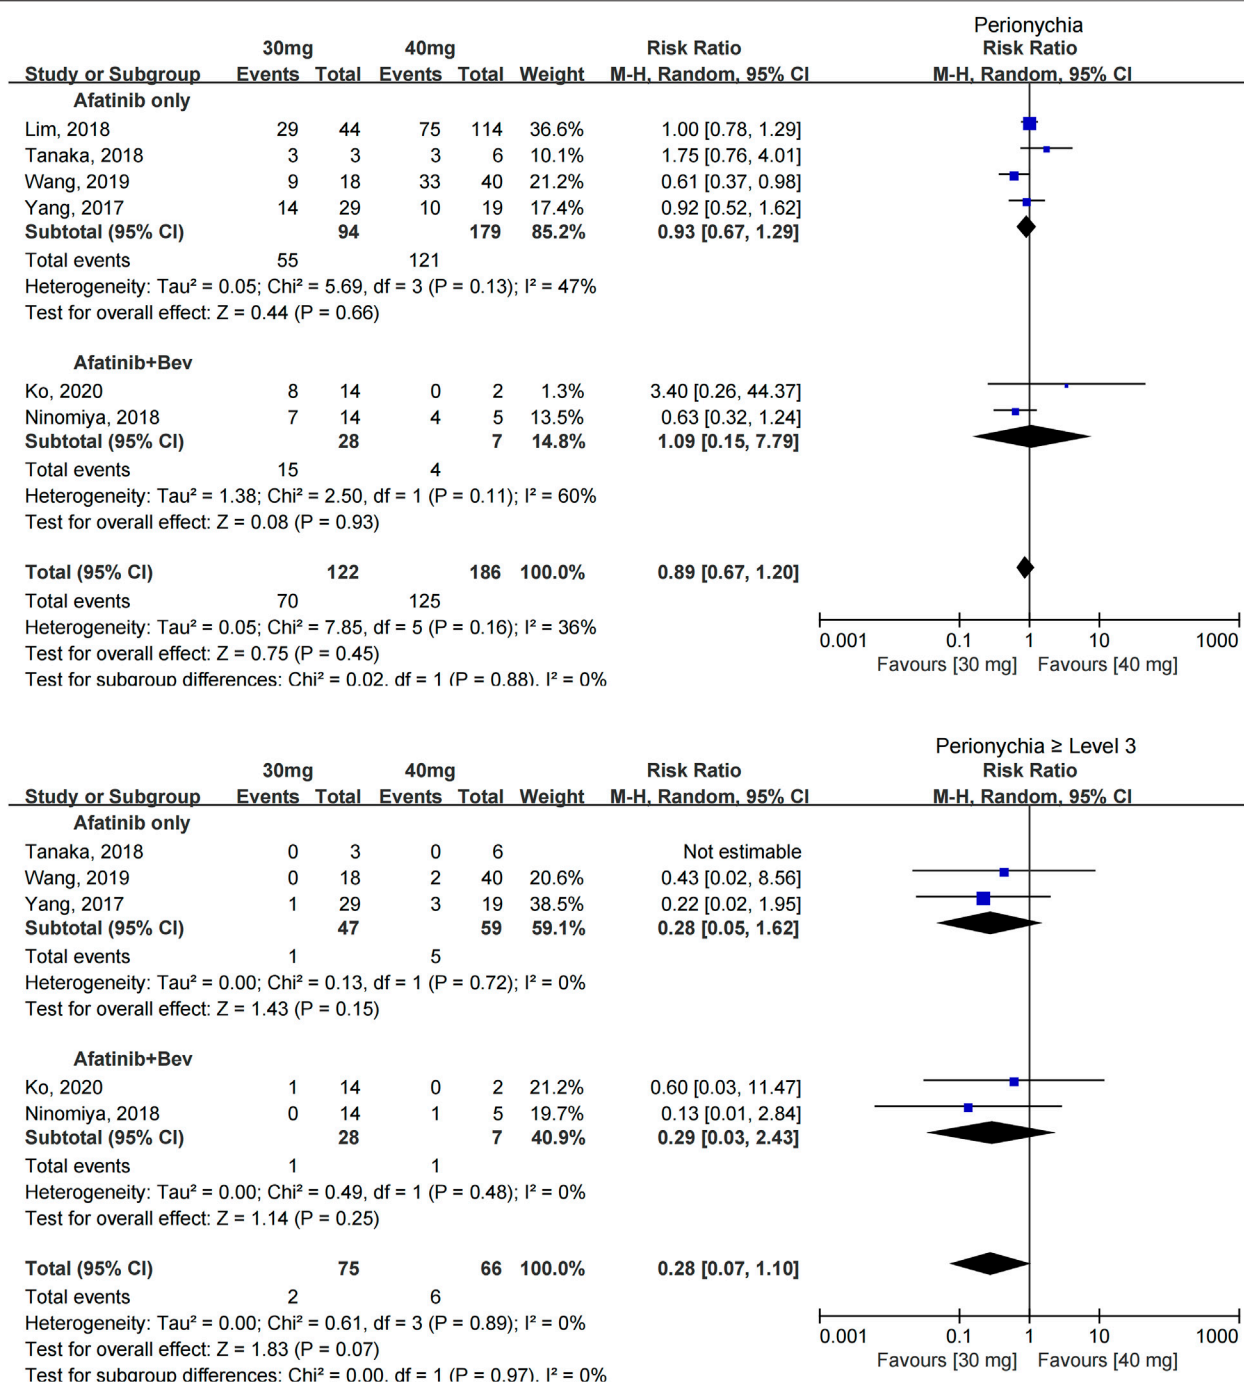 Perionychia
30mg 40mg Risk Ratio Risk Ratio
Study or Subgroup Events Total Events Total Weight M-H, Random, 95% CI M-H, Random, 95% CI
Afatinib only
Lim, 2018 29 44 75 114 36.6% 1.00 [0.78, 1.29]
Tanaka, 2018 3 3 3 6 10.1% 1.75 [0.76, 4.01]
Wang, 2019 9 18 33 40 21.2% 0.61 [0.37, 0.98]
Yang, 2017 14 29 10 19 17.4% 0.92 [0.52, 1.62]
Subtotal (95% CI) 94 179 85.2% 0.93 [0.67, 1.29]
Total events 55 121
Heterogeneity: Tau² = 0.05; Chi² = 5.69, df = 3 (P = 0.13); I² = 47%
Test for overall effect: Z = 0.44 (P = 0.66)
Afatinib+Bev
Ko, 2020 8 14 0 2 1.3% 3.40 [0.26, 44.37]
Ninomiya, 2018 7 14 4 5 13.5% 0.63 [0.32, 1.24]
Subtotal (95% CI) 28 7 14.8% 1.09 [0.15, 7.79]
Total events 15 4
Heterogeneity: Tau² = 1.38; Chi² = 2.50, df = 1 (P = 0.11); I² = 60%
Test for overall effect: Z = 0.08 (P = 0.93)
Total (95% CI) 122 186 100.0% 0.89 [0.67, 1.20]
Total events 70 125
Heterogeneity: Tau² = 0.05; Chi² = 7.85, df = 5 (P = 0.16); I² = 36%
Test for overall effect: Z = 0.75 (P = 0.45)
Test for subgroup differences: Chi² = 0.02, df = 1 (P = 0.88), I² = 0%
0.001 0.1 1 10 1000
Favours [30 mg] Favours [40 mg]
Perionychia ≥ Level 3
30mg 40mg Risk Ratio Risk Ratio
Study or Subgroup Events Total Events Total Weight M-H, Random, 95% CI M-H, Random, 95% CI
Afatinib only
Tanaka, 2018 0 3 0 6 Not estimable
Wang, 2019 0 18 2 40 20.6% 0.43 [0.02, 8.56]
Yang, 2017 1 29 3 19 38.5% 0.22 [0.02, 1.95]
Subtotal (95% CI) 47 59 59.1% 0.28 [0.05, 1.62]
Total events 1 5
Heterogeneity: Tau² = 0.00; Chi² = 0.13, df = 1 (P = 0.72); I² = 0%
Test for overall effect: Z = 1.43 (P = 0.15)
Afatinib+Bev
Ko, 2020 1 14 0 2 21.2% 0.60 [0.03, 11.47]
Ninomiya, 2018 0 14 1 5 19.7% 0.13 [0.01, 2.84]
Subtotal (95% CI) 28 7 40.9% 0.29 [0.03, 2.43]
Total events 1 1
Heterogeneity: Tau² = 0.00; Chi² = 0.49, df = 1 (P = 0.48); I² = 0%
Test for overall effect: Z = 1.14 (P = 0.25)
Total (95% CI) 75 66 100.0% 0.28 [0.07, 1.10]
Total events 2 6
Heterogeneity: Tau² = 0.00; Chi² = 0.61, df = 3 (P = 0.89); I² = 0%
Test for overall effect: Z = 1.83 (P = 0.07)
Test for subgroup differences: Chi² = 0.00, df = 1 (P = 0.97), I² = 0%
0.001 0.1 1 10 1000
Favours [30 mg] Favours [40 mg]